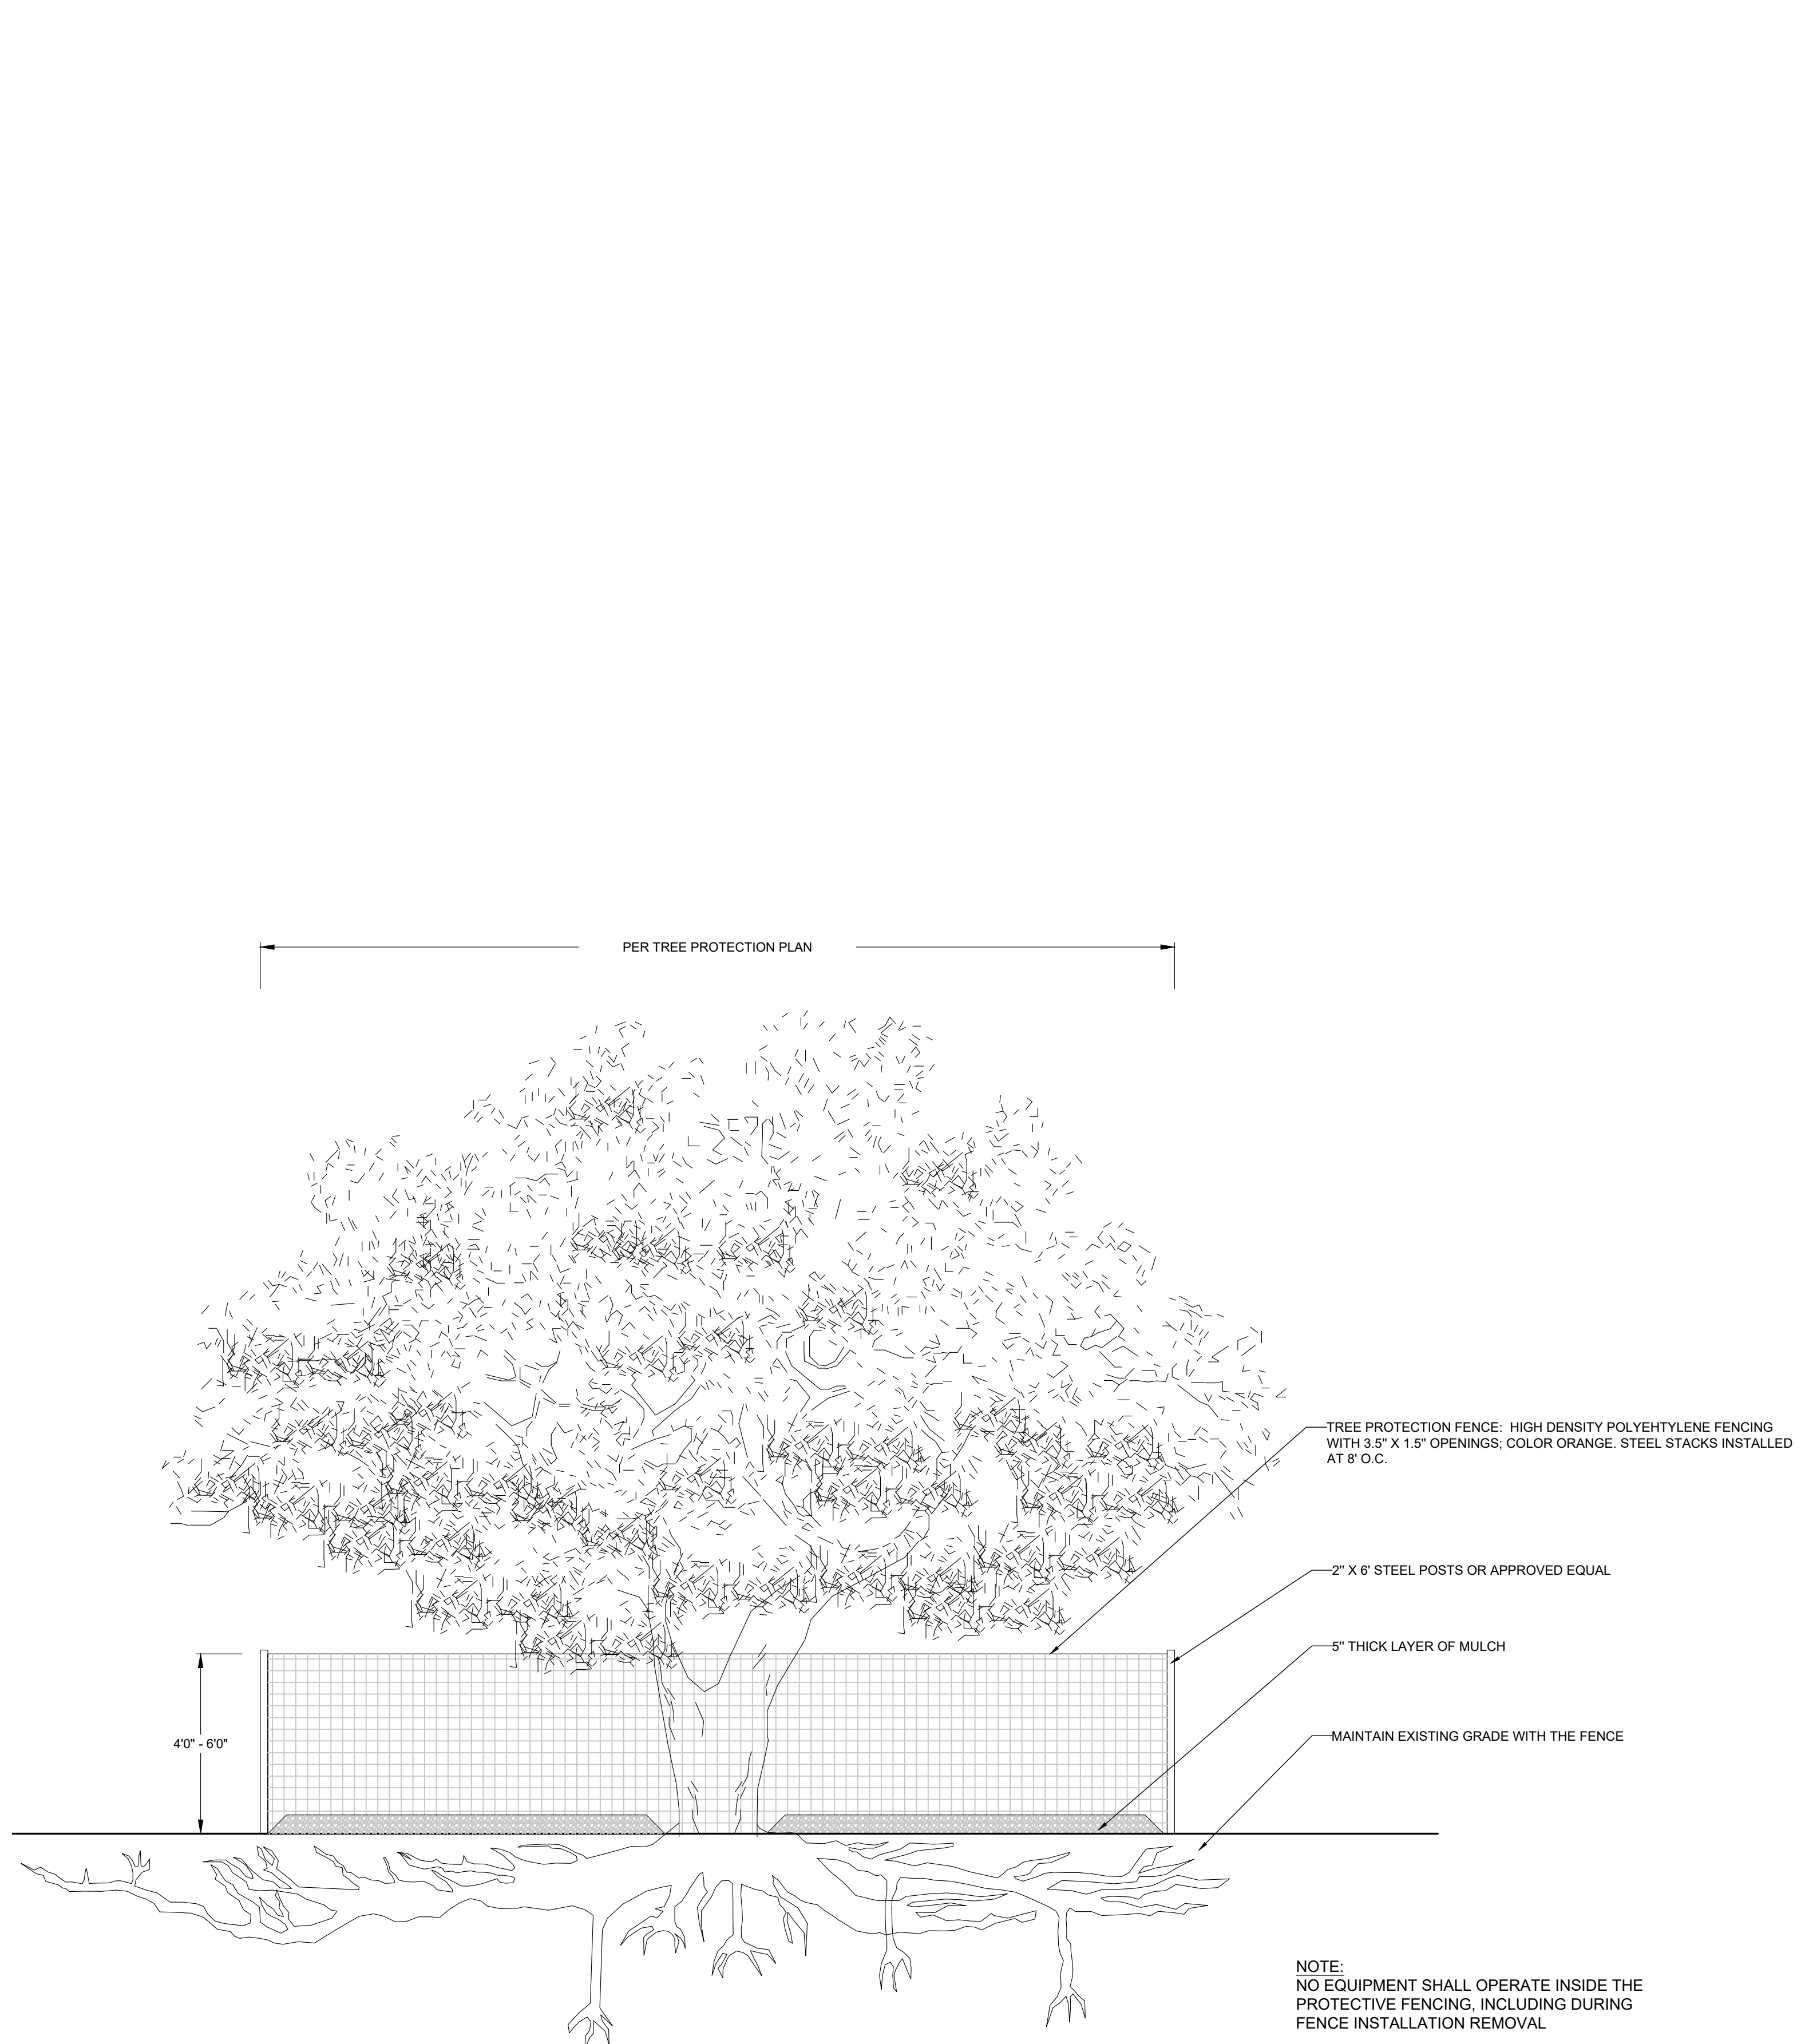 PER TREE PROTECTION PLAN
TREE PROTECTION FENCE: HIGH DENSITY POLYEHTYLENE FENCING
WITH 3.5" X 1.5" OPENINGS; COLOR ORANGE. STEEL STACKS INSTALLED
AT 8' O.C.
2" X 6' STEEL POSTS OR APPROVED EQUAL
5" THICK LAYER OF MULCH
4'0" - 6'0"
MAINTAIN EXISTING GRADE WITH THE FENCE
NOTE:
NO EQUIPMENT SHALL OPERATE INSIDE THE
PROTECTIVE FENCING, INCLUDING DURING
FENCE INSTALLATION REMOVAL